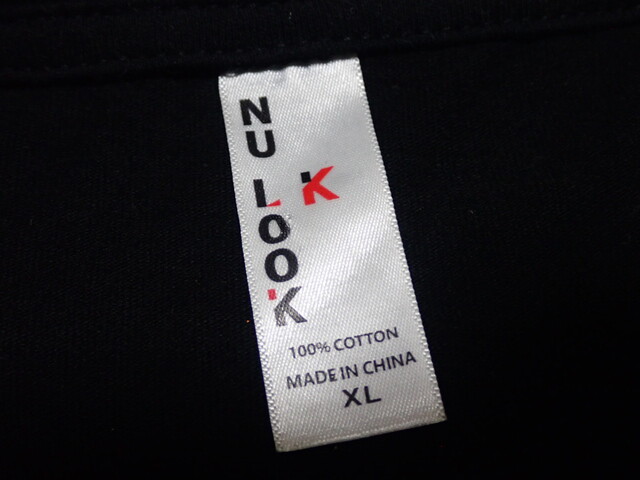 NU
LOOK
K
100% COTTON
MADE IN CHINA
XL